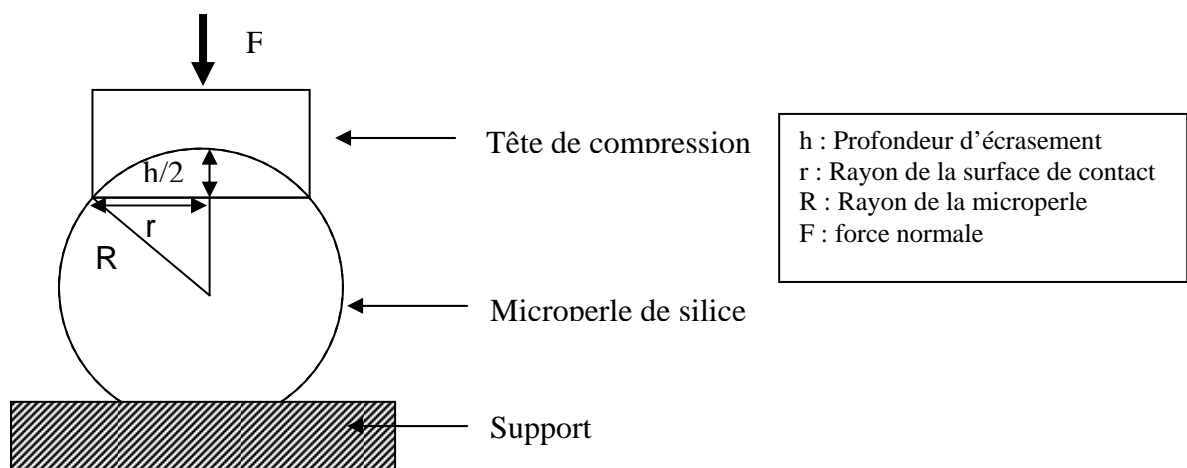 F
Tête de compression
h/2
r
R
Microperle de silice
Support
h : Profondeur d’écrasement
r : Rayon de la surface de contact
R : Rayon de la microperle
F : force normale